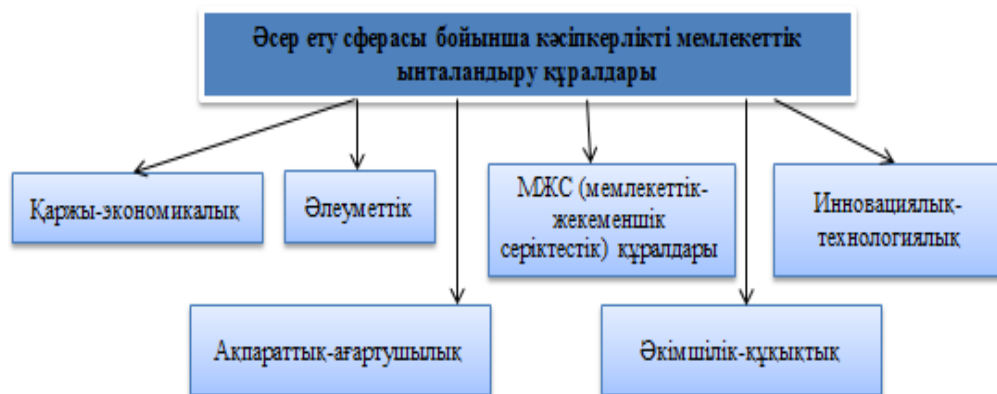 Әсер ету сферасы бойынша кәсіпкерлікті мемлекеттік
ынталандыру құралдары
Қаржы-экономикалық
Әлеуметтік
МЖС (мемлекеттік-
жекеменшік
серіктестік) құралдары
Инновациялық-
технологиялық
Ақпараттық-ағартушылық
Әкімшілік-құқықтық